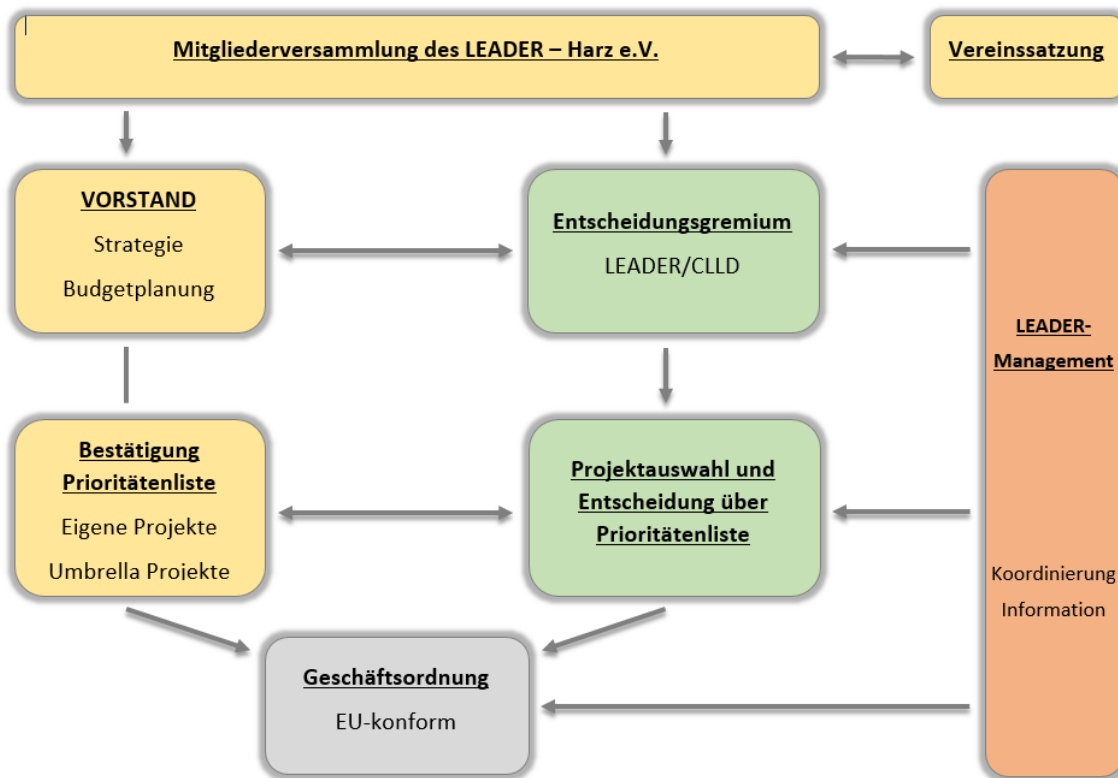 Mitgliederversammlung des LEADER – Harz e.V.
Vereinssatzung
VORSTAND
Strategie
Budgetplanung
Entscheidungsgremium
LEADER/CLLD
LEADER-
Management
Koordinierung
Information
Bestätigung
Prioritätenliste
Eigene Projekte
Umbrella Projekte
Projektauswahl und
Entscheidung über
Prioritätenliste
Geschäftsordnung
EU-konform